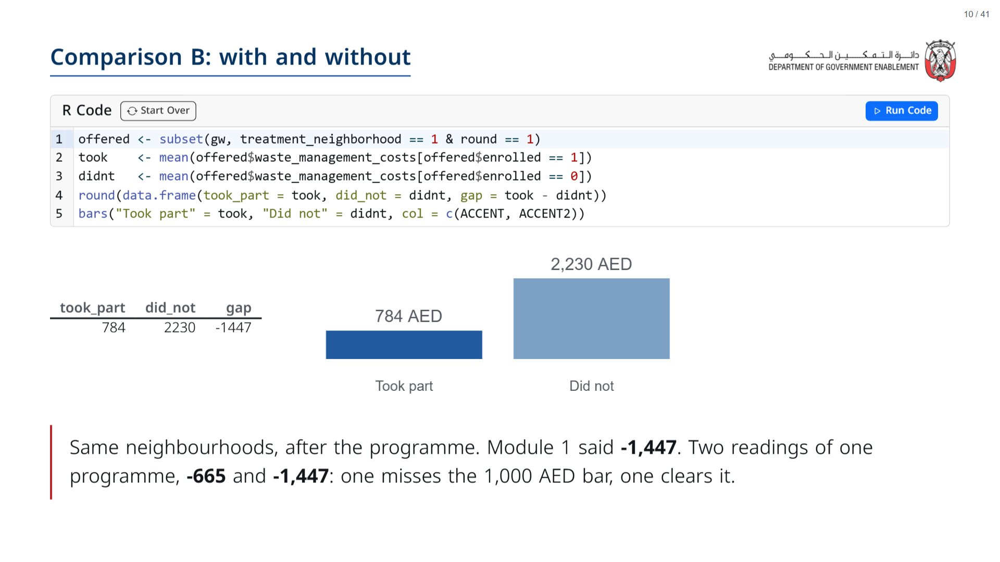 10 / 41
Comparison B: with and without
دائرة التمكين الحكومي
DEPARTMENT OF GOVERNMENT ENABLEMENT
R Code Start Over Run Code
1 offered <- subset(gw, treatment_neighborhood == 1 & round == 1)
2 took    <- mean(offered$waste_management_costs[offered$enrolled == 1])
3 didnt   <- mean(offered$waste_management_costs[offered$enrolled == 0])
4 round(data.frame(took_part = took, did_not = didnt, gap = took - didnt))
5 bars("Took part" = took, "Did not" = didnt, col = c(ACCENT, ACCENT2))
took_part did_not gap
784 2230 -1447
784 AED
2,230 AED
Took part
Did not
Same neighbourhoods, after the programme. Module 1 said -1,447. Two readings of one
programme, -665 and -1,447: one misses the 1,000 AED bar, one clears it.